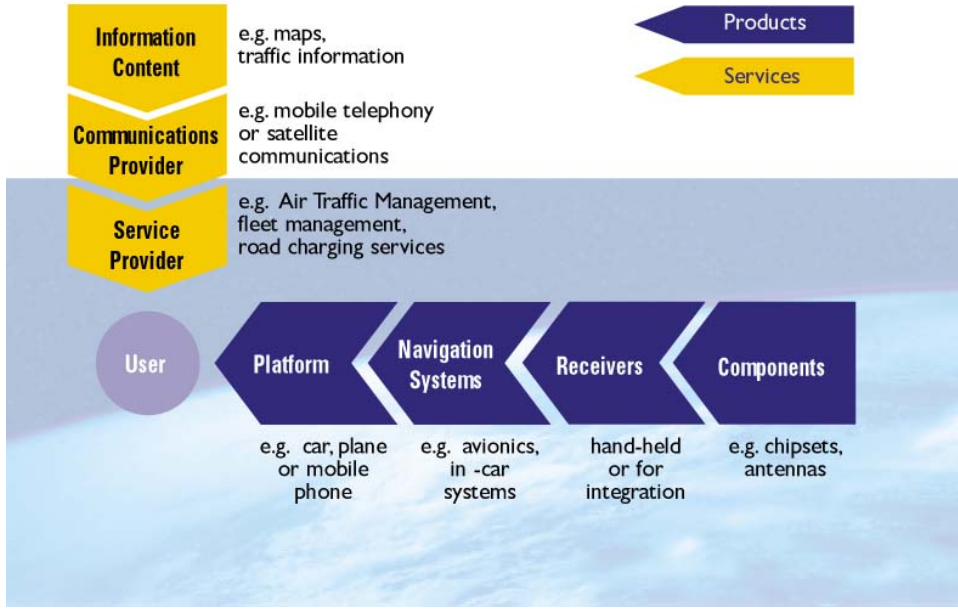 Information
Content
e.g. maps,
traffic information
Products
Services
Communications
Provider
e.g. mobile telephony
or satellite
communications
Service
Provider
e.g. Air Traffic Management,
fleet management,
road charging services
User
Platform
Navigation
Systems
Receivers
Components
e.g. car, plane
or mobile
phone
e.g. avionics,
in -car
systems
hand-held
or for
integration
e.g. chipsets,
antennas